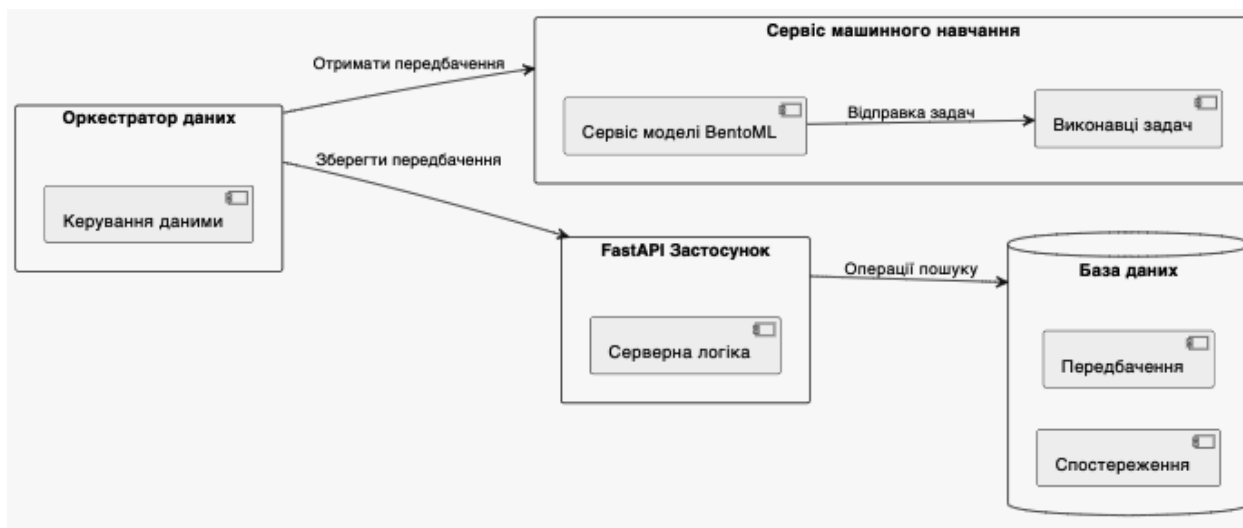 Сервіс машинного навчання
Отримати передбачення
Оркестратор даних
Сервіс моделі BentoML
Відправка задач
Виконавці задач
Зберегти передбачення
Керування даними
FastAPI Застосунок
Операції пошуку
База даних
Серверна логіка
Передбачення
Спостереження